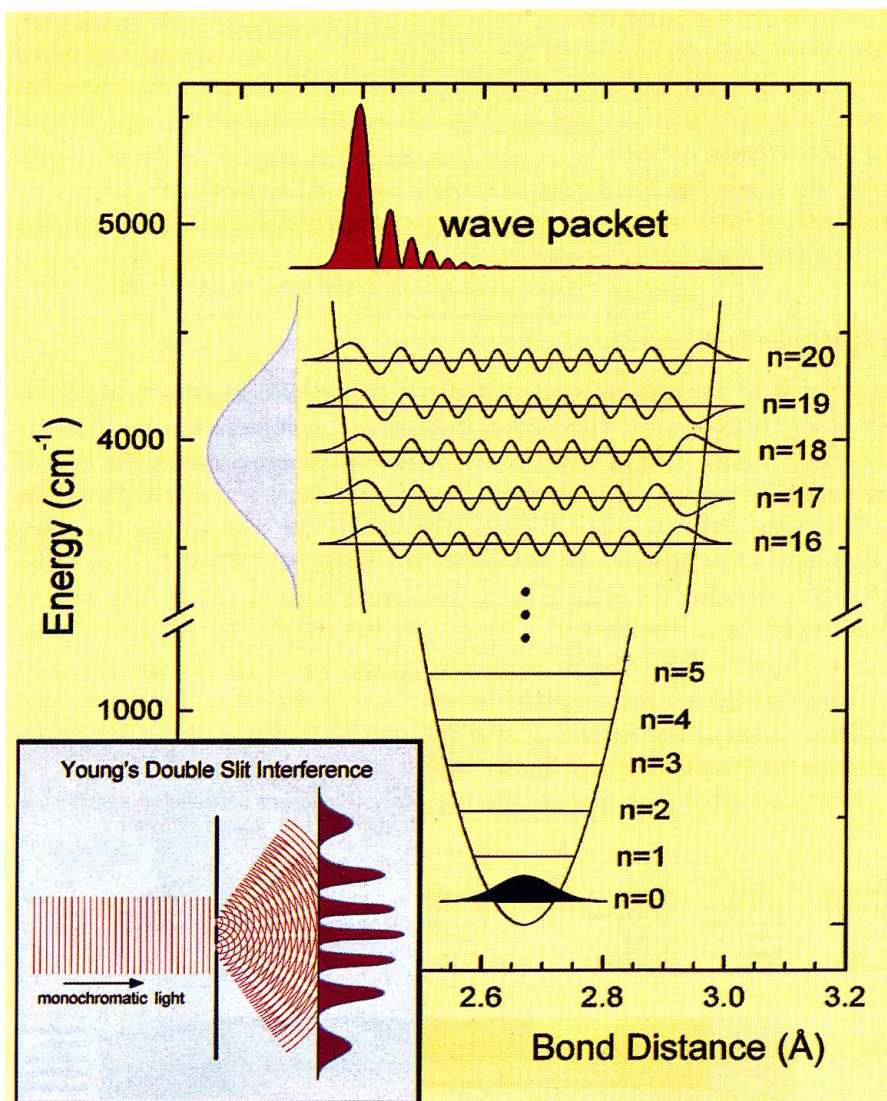 wave packet
5000
4000
1000
Energy (cm⁻¹)
n=20
n=19
n=18
n=17
n=16
n=5
n=4
n=3
n=2
n=1
n=0
Young's Double Slit Interference
monochromatic light
2.6
2.8
3.0
3.2
Bond Distance (Å)